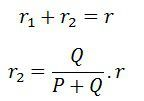 r₁ + r₂ = r
r₂ = Q / (P + Q) . r